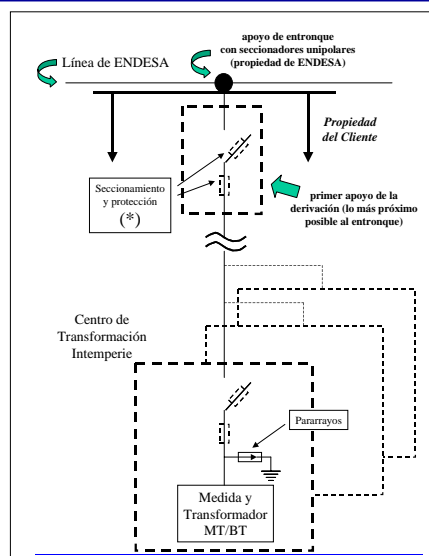 apoyo de entronque
con seccionadores unipolares
(propiedad de ENDESA)
Línea de ENDESA
Propiedad
del Cliente
Seccionamiento
y protección
(*)
primer apoyo de la
derivación (lo más próximo
posible al entronque)
Centro de
Transformación
Intemperie
Pararrayos
Medida y
Transformador
MT/BT